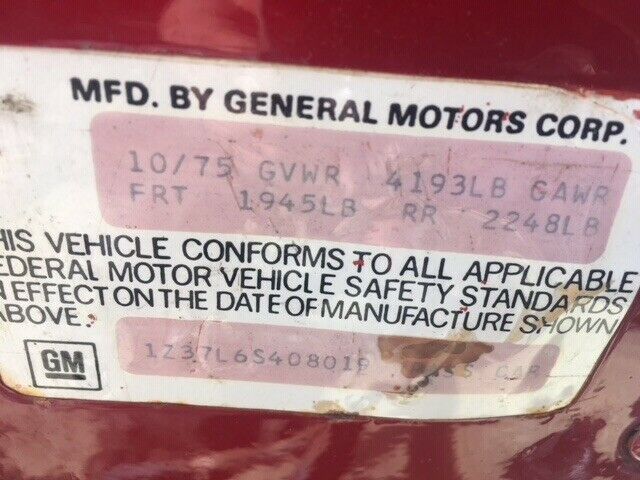 MFD. BY GENERAL MOTORS CORP.
10/75 GVWR 4193LB GAWR
FRT 1945LB RR 2248LB
HIS VEHICLE CONFORMS TO ALL APPLICABLE
EDERAL MOTOR VEHICLE SAFETY STANDARDS
N EFFECT ON THE DATE OF MANUFACTURE SHOWN
ABOVE.
GM
PASS CAR